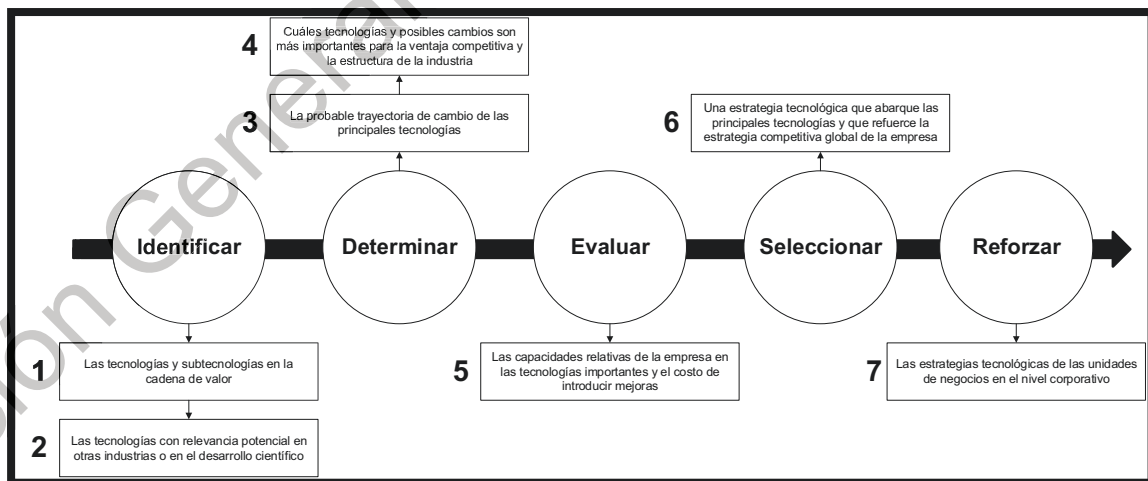 4
Cuáles tecnologías y posibles cambios son
más importantes para la ventaja competitiva y
la estructura de la industria
3
La probable trayectoria de cambio de las
principales tecnologías
6
Una estrategia tecnológica que abarque las
principales tecnologías y que refuerce la
estrategia competitiva global de la empresa
Identificar
Determinar
Evaluar
Seleccionar
Reforzar
1
Las tecnologías y subtecnologías en la
cadena de valor
2
Las tecnologías con relevancia potencial en
otras industrias o en el desarrollo científico
5
Las capacidades relativas de la empresa en
las tecnologías importantes y el costo de
introducir mejoras
7
Las estrategias tecnológicas de las unidades
de negocios en el nivel corporativo
ión General